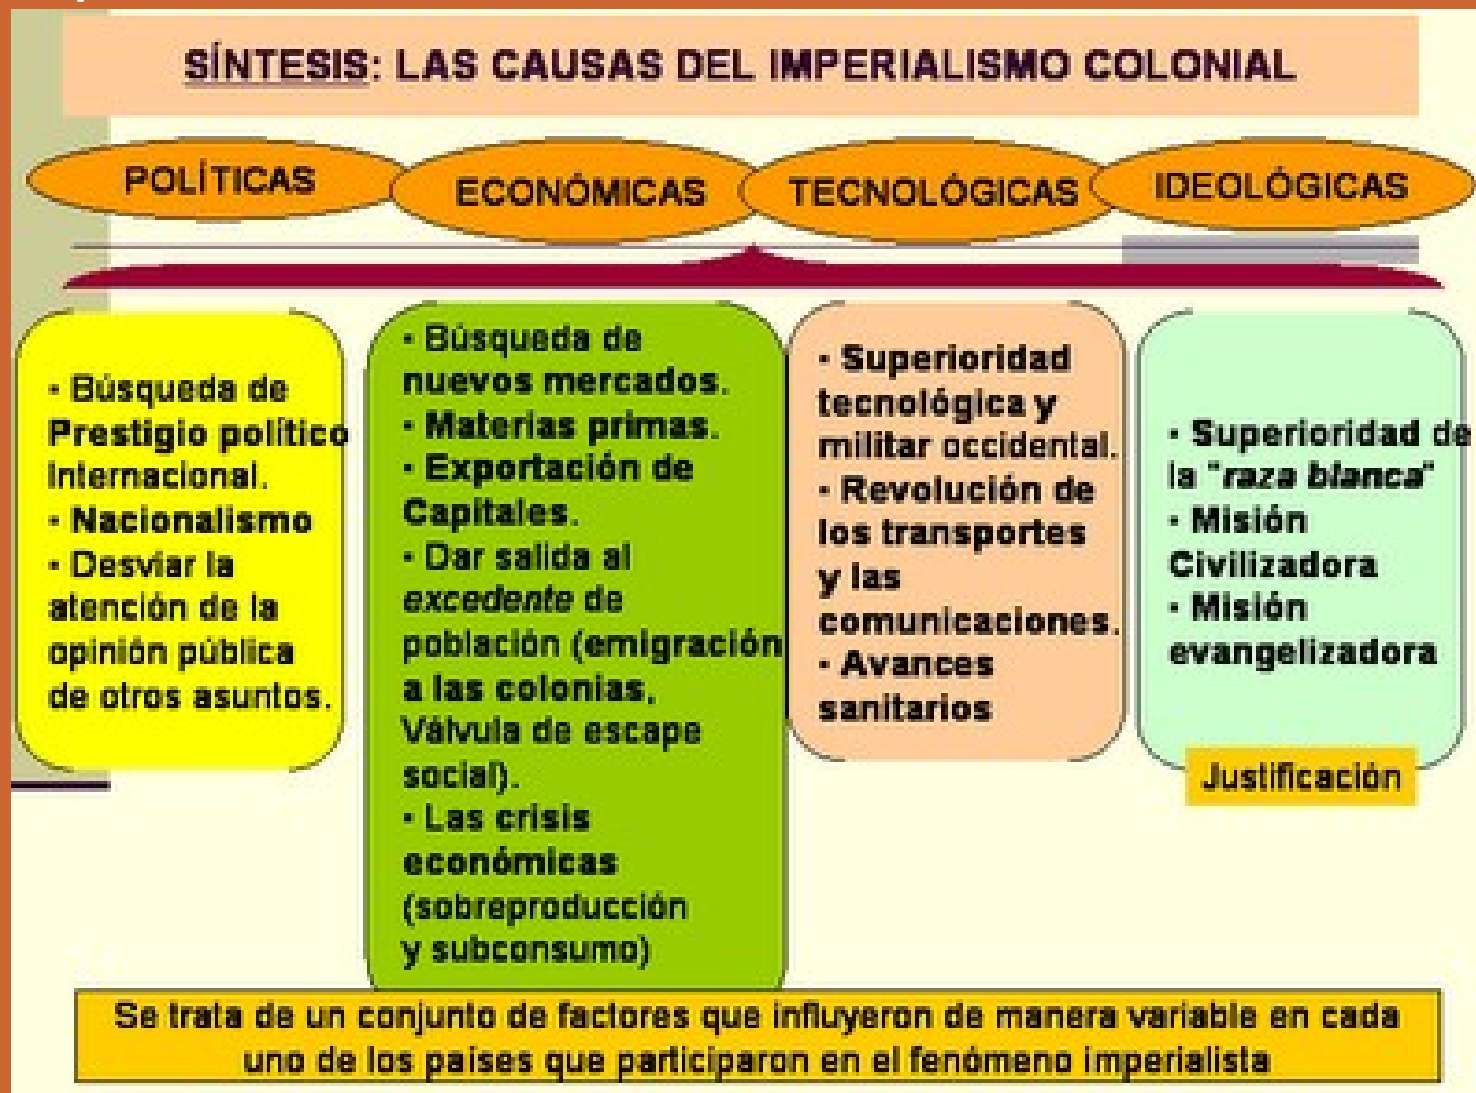 SÍNTESIS: LAS CAUSAS DEL IMPERIALISMO COLONIAL
POLÍTICAS
ECONÓMICAS
TECNOLÓGICAS
IDEOLÓGICAS
- Búsqueda de
Prestigio político
Internacional.
- Nacionalismo
- Desviar la
atención de la
opinión pública
de otros asuntos.
- Búsqueda de
nuevos mercados.
- Materias primas.
- Exportación de
Capitales.
- Dar salida al
excedente de
población (emigración
a las colonias,
Válvula de escape
social).
- Las crisis
económicas
(sobreproducción
y subconsumo)
- Superioridad
tecnológica y
militar occidental.
- Revolución de
los transportes
y las
comunicaciones.
- Avances
sanitarios
- Superioridad de
la "raza blanca"
- Misión
Civilizadora
- Misión
evangelizadora
Justificación
Se trata de un conjunto de factores que influyeron de manera variable en cada
uno de los países que participaron en el fenómeno imperialista